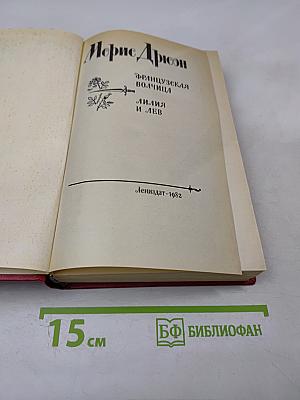 Морис Дрюон
ФРАНЦУЗСКАЯ
ВОЛЧИЦА
ЛИЛИЯ
И ЛЕВ
Лениздат·1982
15 см
БФ БИБЛИОФАН